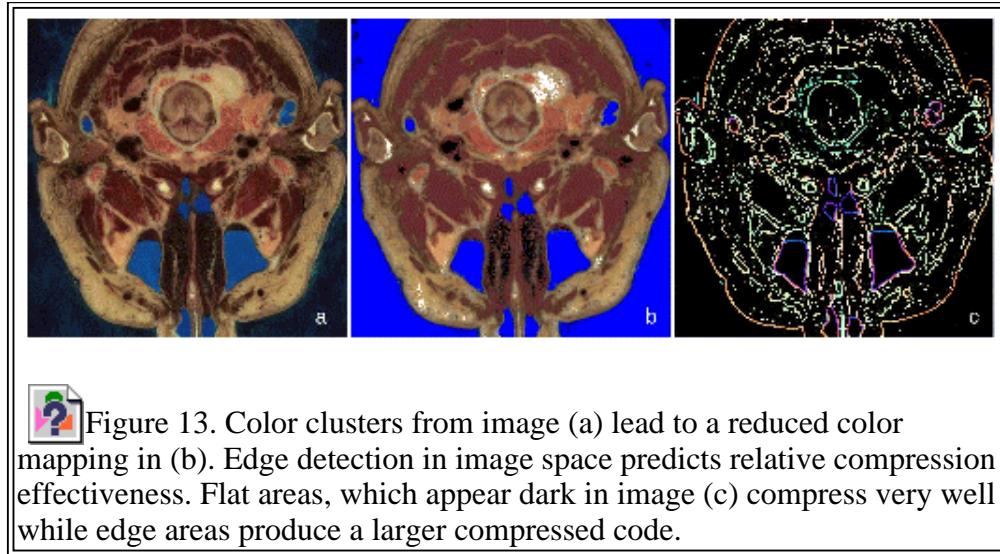 a b c
Figure 13. Color clusters from image (a) lead to a reduced color
mapping in (b). Edge detection in image space predicts relative compression
effectiveness. Flat areas, which appear dark in image (c) compress very well
while edge areas produce a larger compressed code.